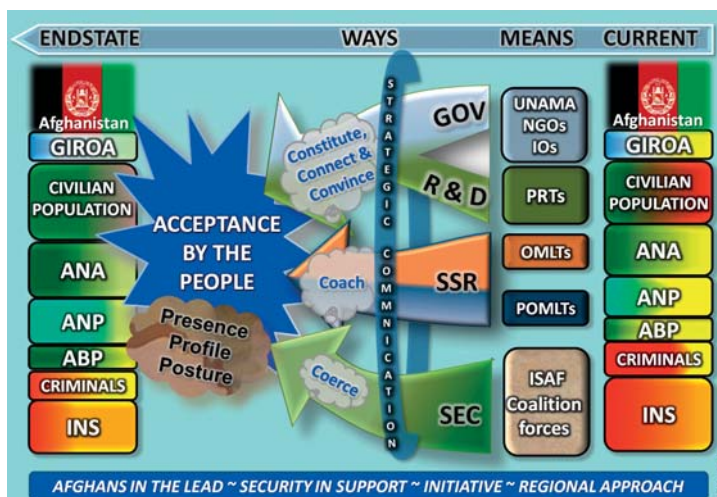 ENDSTATE WAYS MEANS CURRENT
Afghanistan
GIROA
CIVILIAN
POPULATION
ANA
ANP
ABP
CRIMINALS
INS
ACCEPTANCE
BY THE
PEOPLE
Presence
Profile
Posture
Constitute,
Connect &
Convince
Coach
Coerce
STRATEGIC COMMNICATION
GOV
R & D
SSR
SEC
UNAMA
NGOs
IOs
PRTs
OMLTs
POMLTs
ISAF
Coalition
forces
Afghanistan
GIROA
CIVILIAN
POPULATION
ANA
ANP
ABP
CRIMINALS
INS
AFGHANS IN THE LEAD ~ SECURITY IN SUPPORT ~ INITIATIVE ~ REGIONAL APPROACH